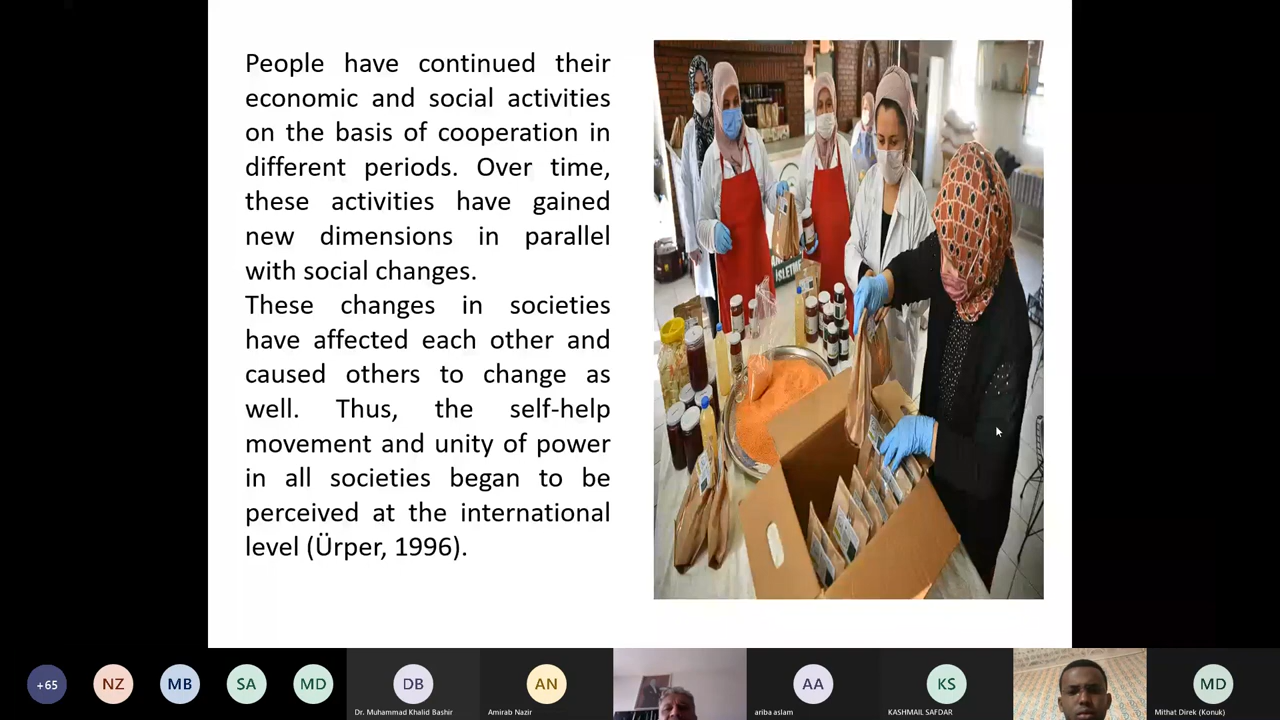 People have continued their
economic and social activities
on the basis of cooperation in
different periods. Over time,
these activities have gained
new dimensions in parallel
with social changes.
These changes in societies
have affected each other and
caused others to change as
well. Thus, the self-help
movement and unity of power
in all societies began to be
perceived at the international
level (Ürper, 1996).
+65
NZ
MB
SA
MD
DB
Dr. Muhammad Khalid Bashir
AN
Amirab Nazir
AA
ariba aslam
KS
KASHMAIL SAFDAR
MD
Mithat Direk (Konuk)